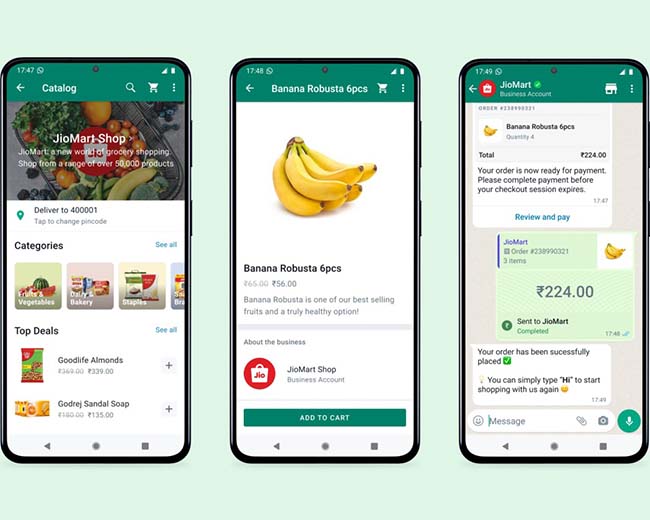 17:47
Catalog
JioMart Shop >
JioMart: a new world of grocery shopping.
Shop from a range of over 50,000 products
Deliver to 400001
Tap to change pincode
Categories
See all
Fruits &
Vegetables
Dairy &
Bakery
Staples
Top Deals
See all
Goodlife Almonds
₹369.00 ₹339.00
+
Godrej Sandal Soap
₹180.00 ₹135.00
+
17:48
Banana Robusta 6pcs
Banana Robusta 6pcs
₹65.00 ₹56.00
Banana Robusta is one of our best selling
fruits and a truly healthy option!
About the business
Jio
JioMart Shop
Business Account
ADD TO CART
17:49
Jio
JioMart
Business Account
ORDER #238990321
Banana Robusta 6pcs
Quantity 4
Total ₹224.00
Your order is now ready for payment.
Please complete payment before
your checkout session expires.
17:47
Review and pay
JioMart
Order #238990321
3 items
₹224.00
₹ Sent to JioMart
Completed
17:48
Your order has been sucessfully
placed ✅
💡 You can simply type "Hi" to start
shopping with us again 😊
17:49
Message